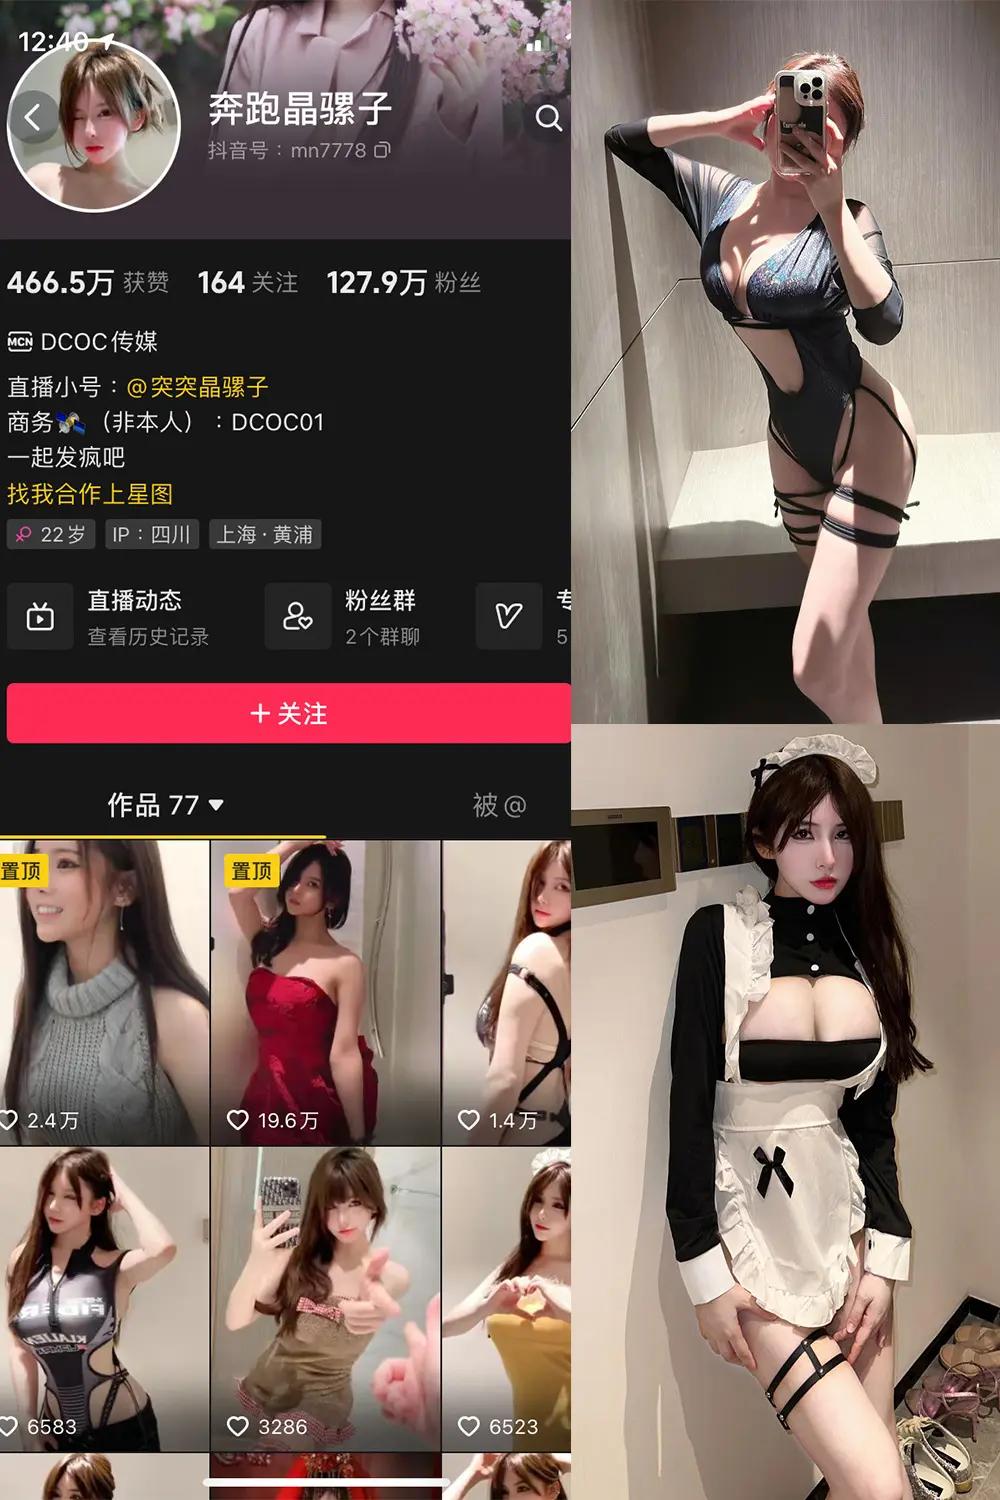 12:40
奔跑晶骡子
抖音号：mn7778
466.5万 获赞 164 关注 127.9万 粉丝
MCN DCOC传媒
直播小号：@突突晶骡子
商务（非本人）：DCOC01
一起发疯吧
找我合作上星图
22岁 IP：四川 上海·黄浦
直播动态 粉丝群 专
查看历史记录 2个群聊 5
+ 关注
作品 77 被@
置顶 置顶
2.4万 19.6万 1.4万
6583 3286 6523